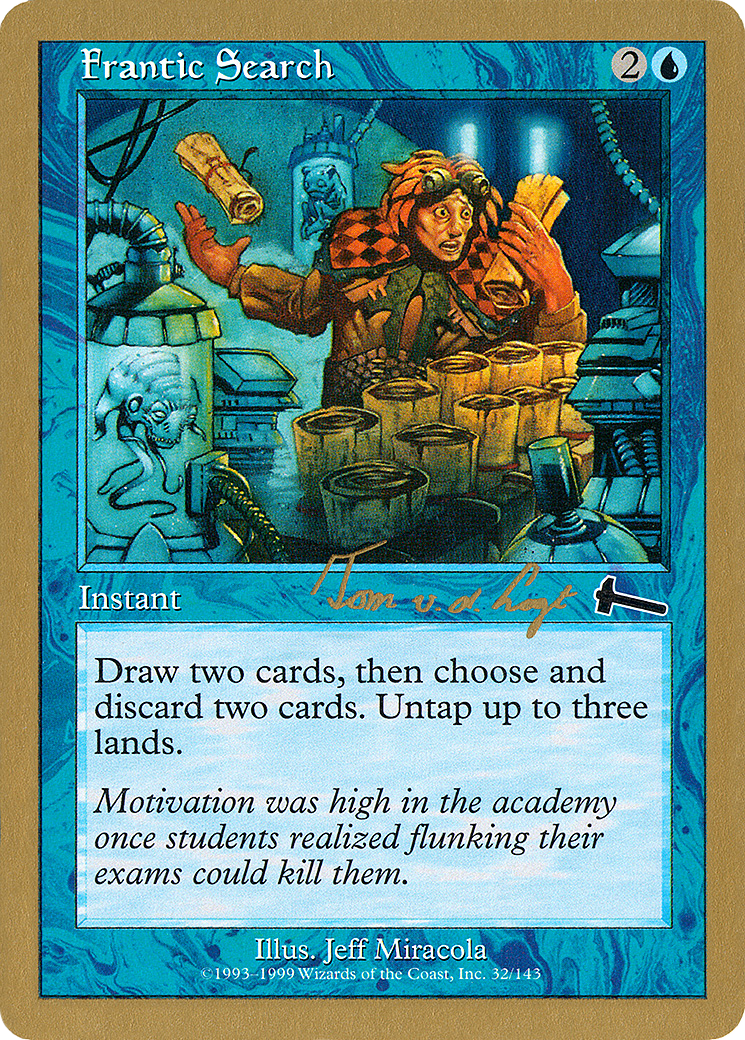 Frantic Search 2
Instant
Tom v. d. Logt
Draw two cards, then choose and
discard two cards. Untap up to three
lands.
Motivation was high in the academy
once students realized flunking their
exams could kill them.
Illus. Jeff Miracola
©1993–1999 Wizards of the Coast, Inc. 32/143